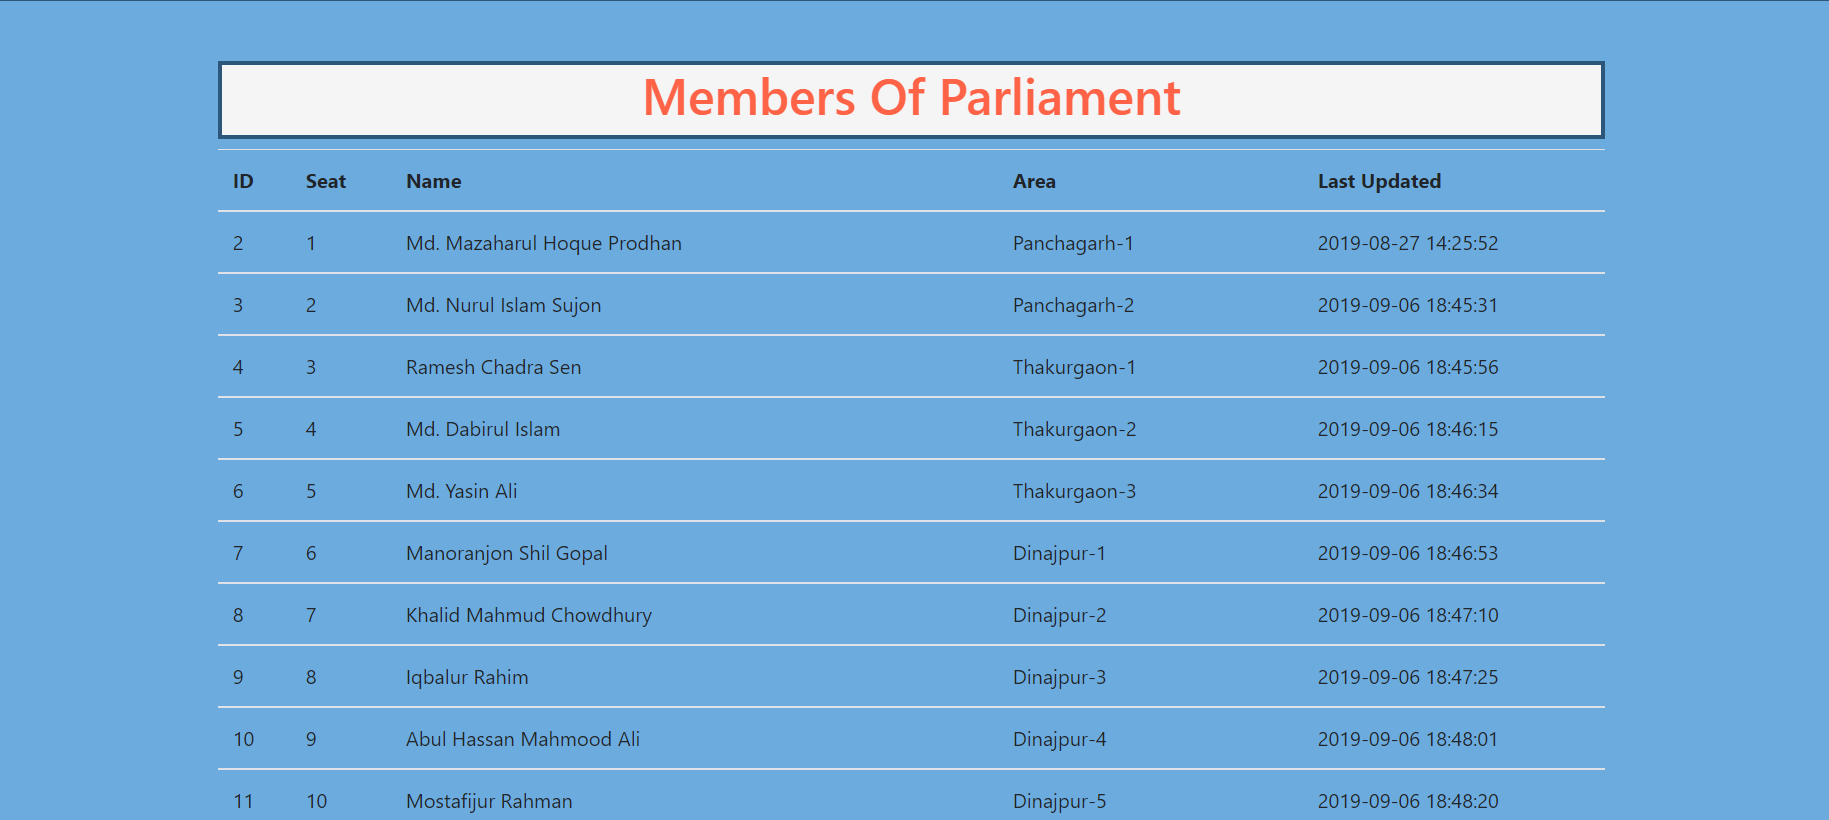 Members Of Parliament
ID Seat Name Area Last Updated
2 1 Md. Mazaharul Hoque Prodhan Panchagarh-1 2019-08-27 14:25:52
3 2 Md. Nurul Islam Sujon Panchagarh-2 2019-09-06 18:45:31
4 3 Ramesh Chadra Sen Thakurgaon-1 2019-09-06 18:45:56
5 4 Md. Dabirul Islam Thakurgaon-2 2019-09-06 18:46:15
6 5 Md. Yasin Ali Thakurgaon-3 2019-09-06 18:46:34
7 6 Manoranjon Shil Gopal Dinajpur-1 2019-09-06 18:46:53
8 7 Khalid Mahmud Chowdhury Dinajpur-2 2019-09-06 18:47:10
9 8 Iqbalur Rahim Dinajpur-3 2019-09-06 18:47:25
10 9 Abul Hassan Mahmood Ali Dinajpur-4 2019-09-06 18:48:01
11 10 Mostafijur Rahman Dinajpur-5 2019-09-06 18:48:20